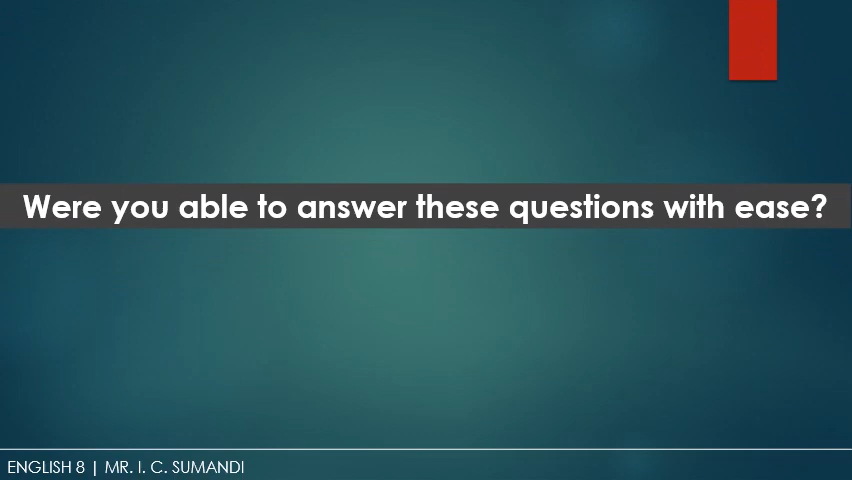 Were you able to answer these questions with ease?
ENGLISH 8 | MR. I. C. SUMANDI